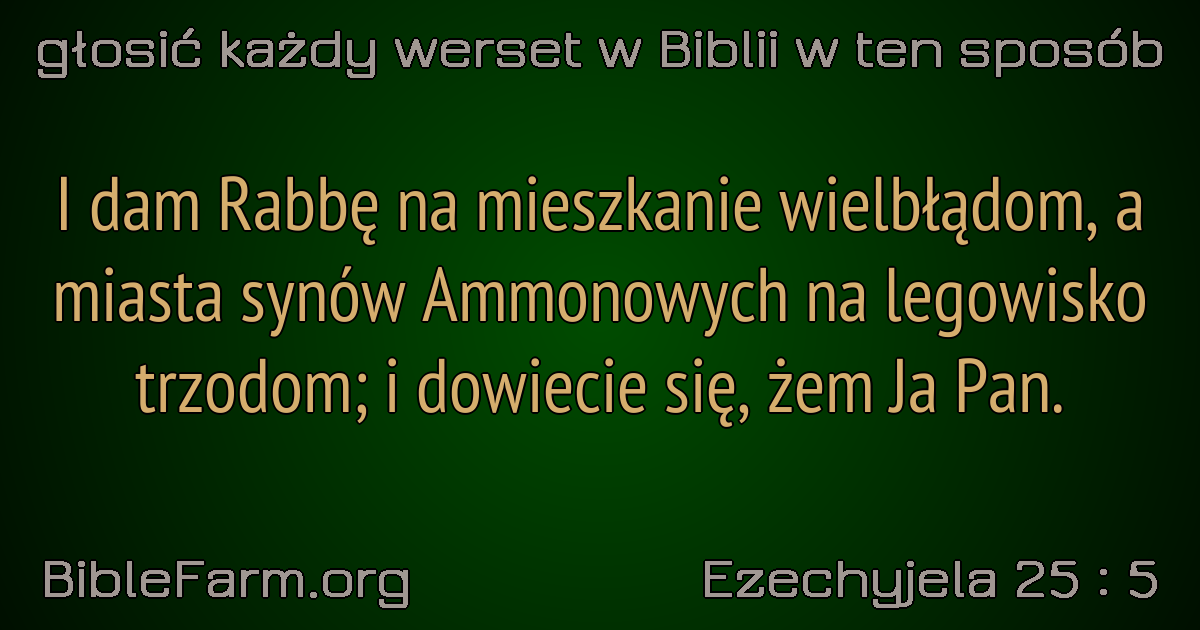 głosić każdy werset w Biblii w ten sposób
I dam Rabbę na mieszkanie wielbłądom, a
miasta synów Ammonowych na legowisko
trzodom; i dowiecie się, żem Ja Pan.
BibleFarm.org
Ezechyjela 25 : 5